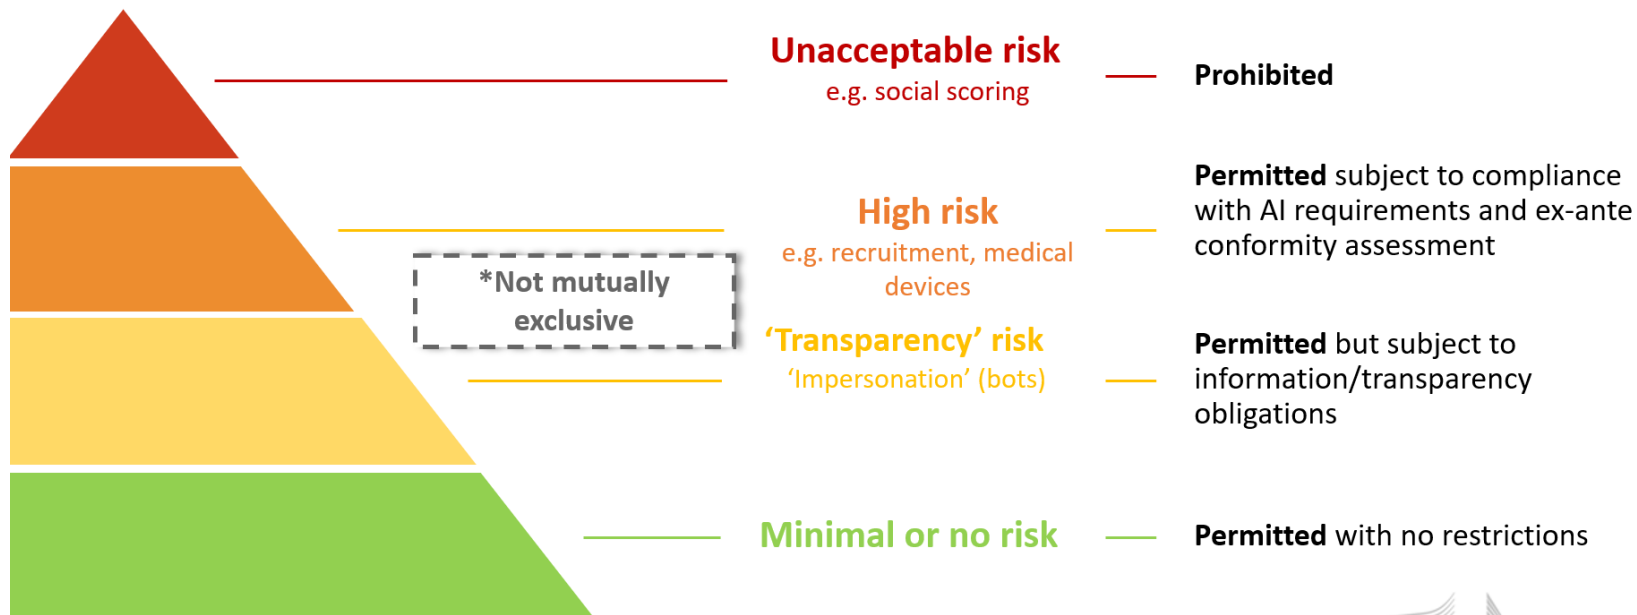 Unacceptable risk
e.g. social scoring
Prohibited
High risk
e.g. recruitment, medical
devices
Permitted subject to compliance
with AI requirements and ex-ante
conformity assessment
*Not mutually
exclusive
‘Transparency’ risk
‘Impersonation’ (bots)
Permitted but subject to
information/transparency
obligations
Minimal or no risk
Permitted with no restrictions